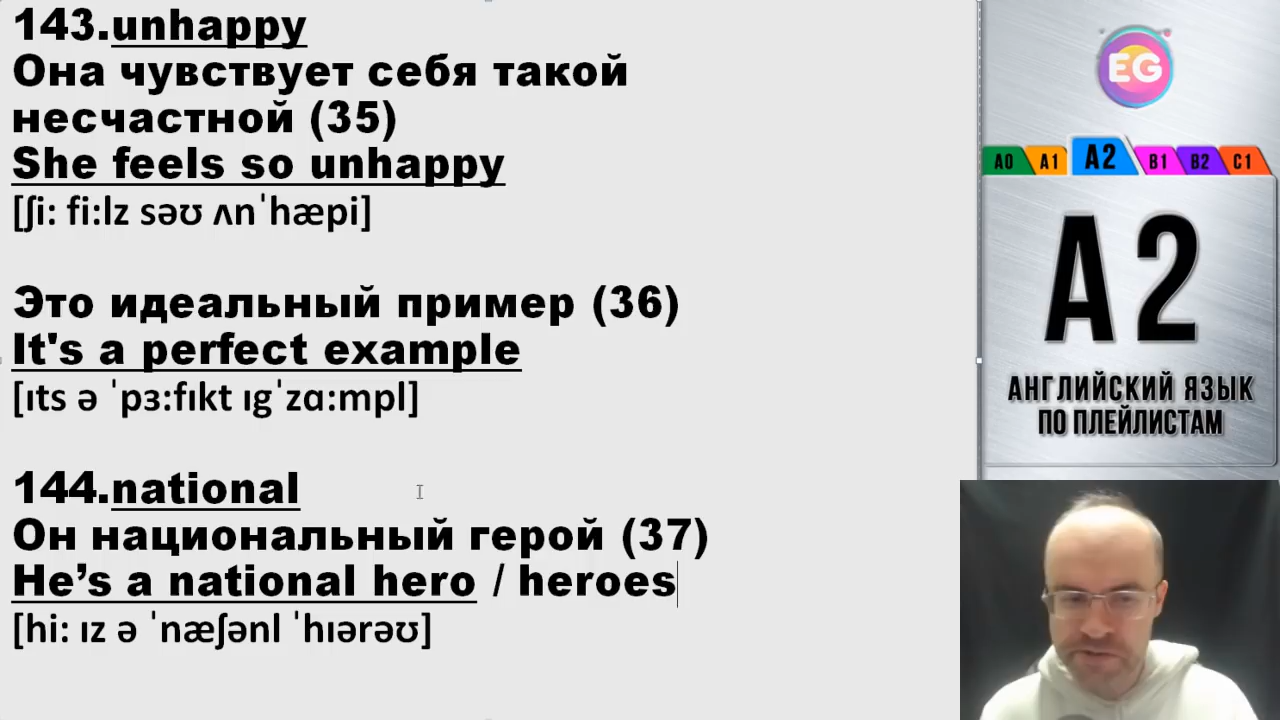 143.unhappy
Она чувствует себя такой
несчастной (35)
She feels so unhappy
[ʃi: fi:lz səʊ ʌnˈhæpi]
Это идеальный пример (36)
It's a perfect example
[ɪts ə ˈpɜ:fɪkt ɪgˈzɑ:mpl]
144.national
Он национальный герой (37)
He’s a national hero / heroes
[hi: ɪz ə ˈnæʃənl ˈhɪərəʊ]
EG
A0 A1 A2 B1 B2 C1
A2
АНГЛИЙСКИЙ ЯЗЫК
ПО ПЛЕЙЛИСТАМ